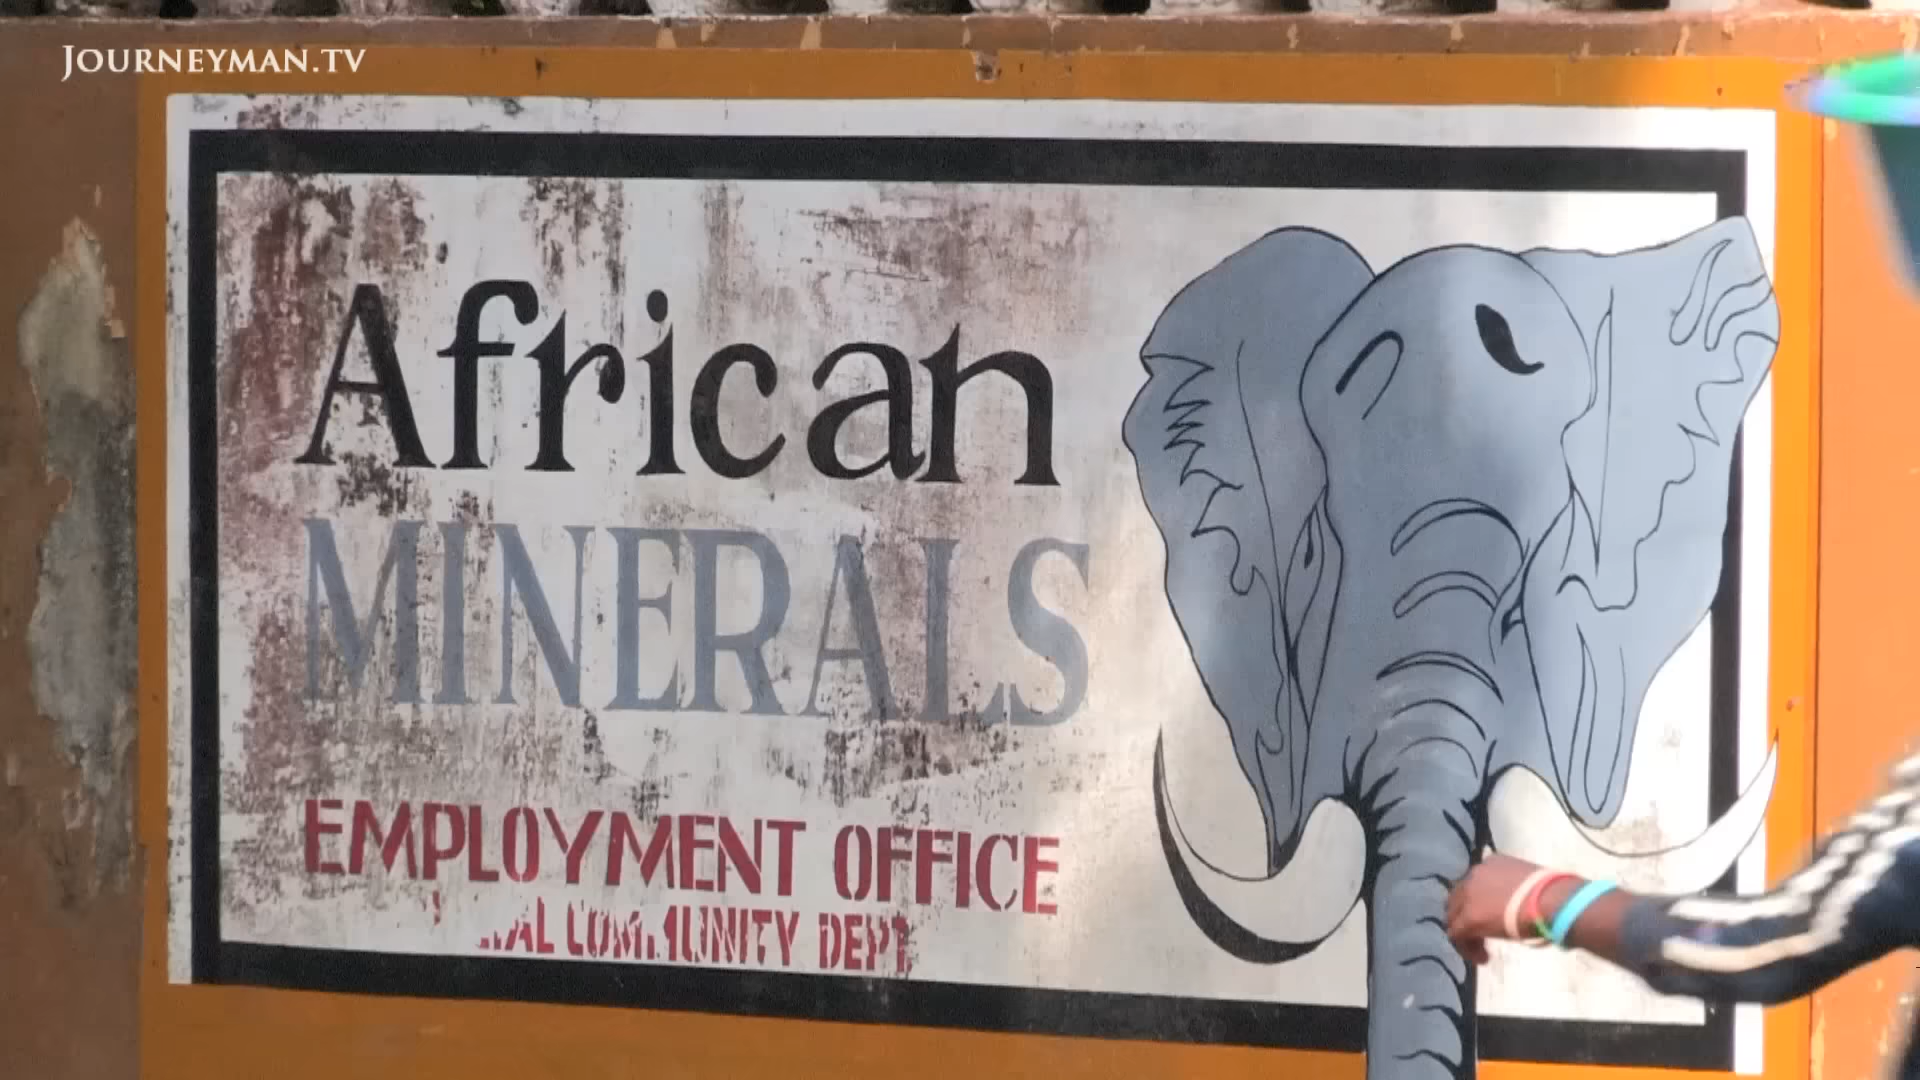 JOURNEYMAN.TV
African
MINERALS
EMPLOYMENT OFFICE
COMMUNITY DEPT.